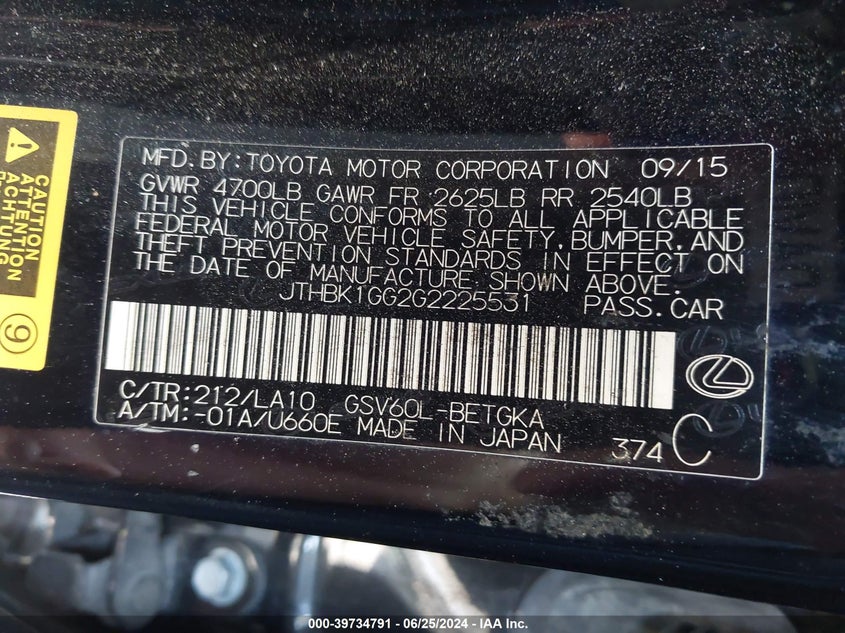 CAUTION
ATTENTION
ACHTUNG
9
MFD.BY:TOYOTA MOTOR CORPORATION 09/15
GVWR 4700LB GAWR FR 2625LB RR 2540LB
THIS VEHICLE CONFORMS TO ALL APPLICABLE
FEDERAL MOTOR VEHICLE SAFETY,BUMPER,AND
THEFT PREVENTION STANDARDS IN EFFECT ON
THE DATE OF MANUFACTURE SHOWN ABOVE.
JTHBK1GG2G2225531 PASS.CAR
C/TR:212/LA10 GSV60L-BETGKA
A/TM:-01A/U660E MADE IN JAPAN 374 C
000-39734791 - 06/25/2024 - © IAA Inc.